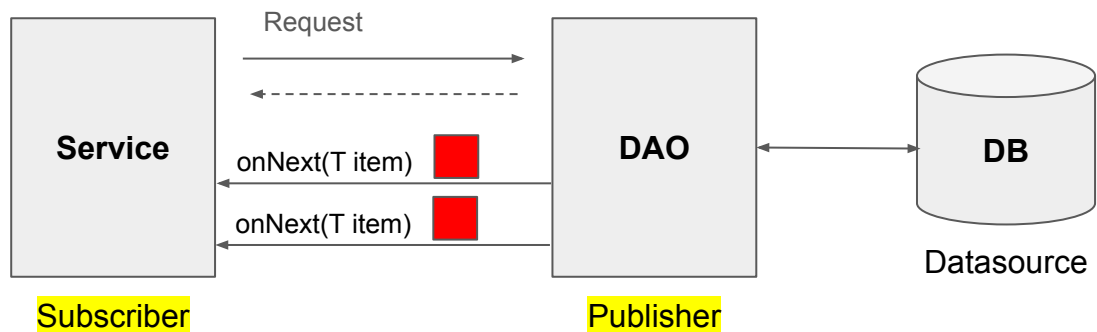 Request
Service
DAO
DB
onNext(T item)
onNext(T item)
Datasource
Subscriber
Publisher